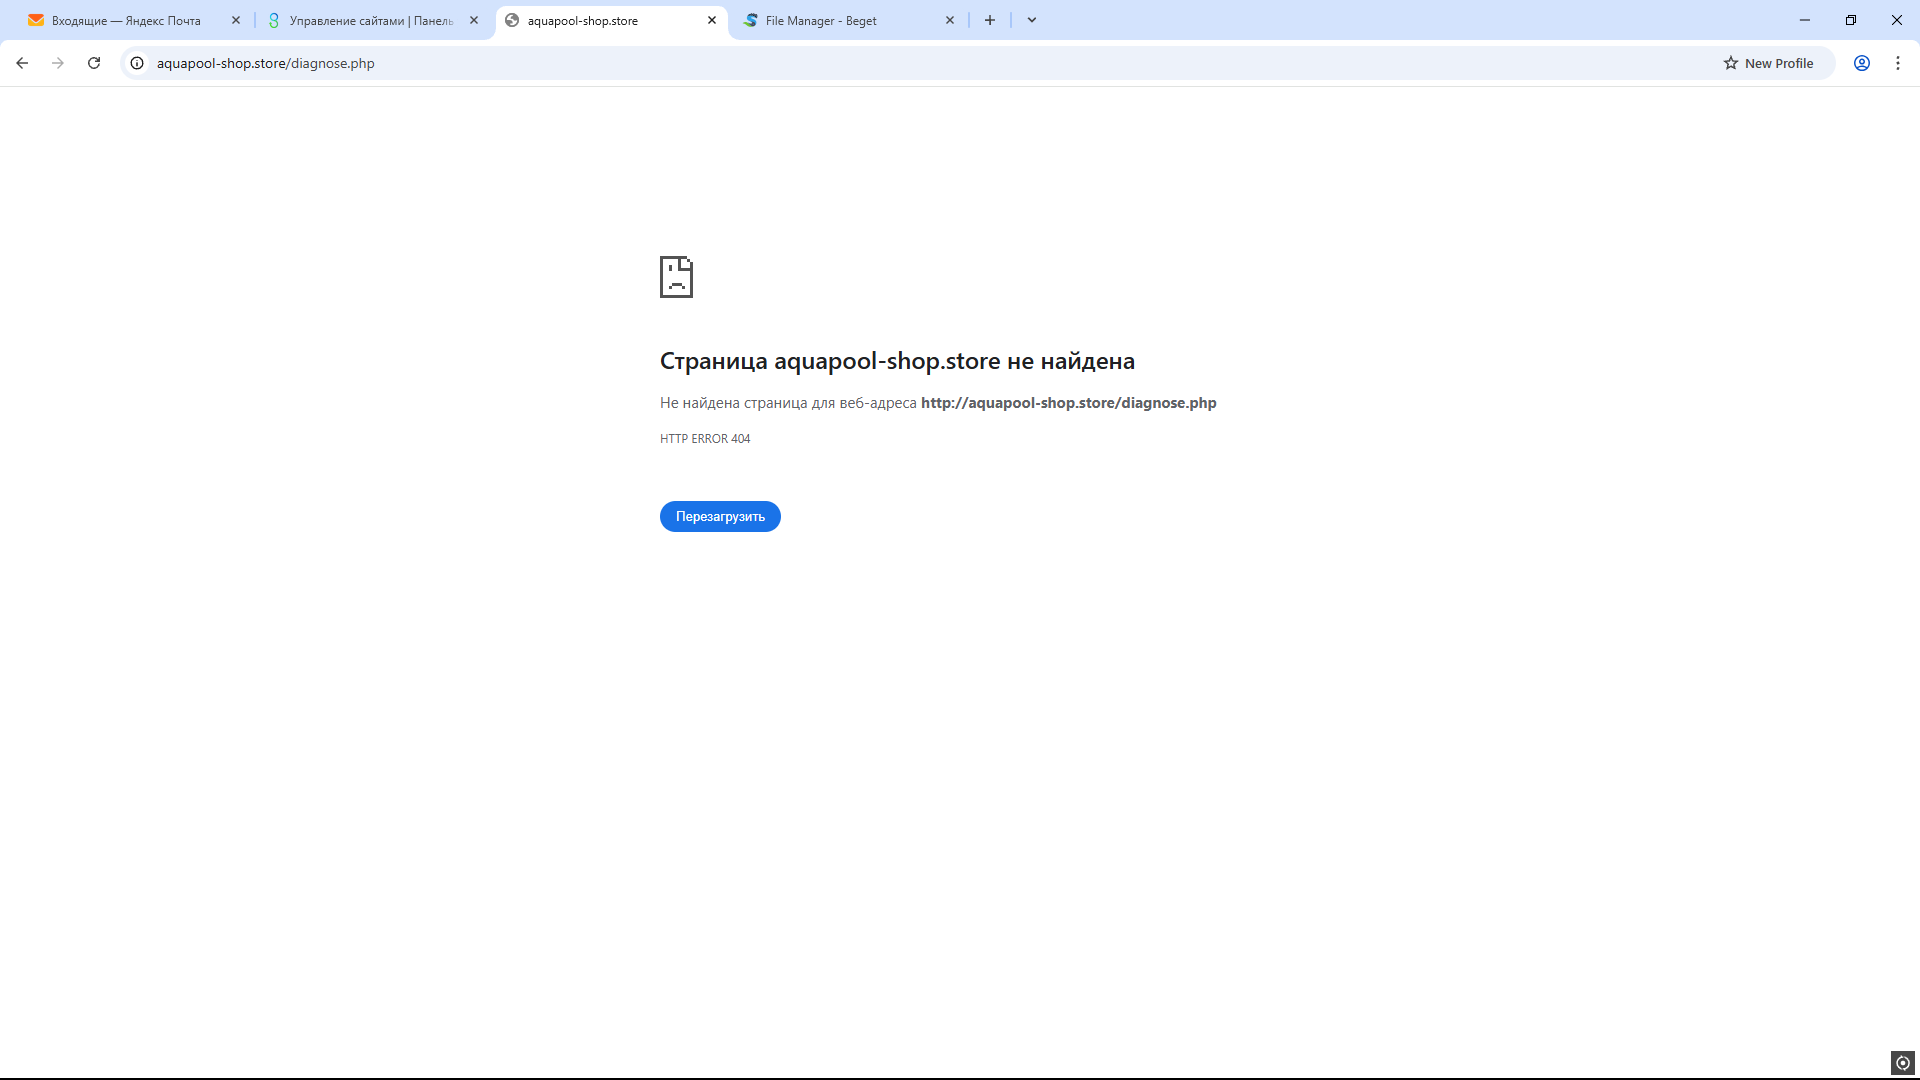 Входящие — Яндекс Почта
Управление сайтами | Панель
aquapool-shop.store
File Manager - Beget
aquapool-shop.store/diagnose.php
New Profile
Страница aquapool-shop.store не найдена
Не найдена страница для веб-адреса http://aquapool-shop.store/diagnose.php
HTTP ERROR 404
Перезагрузить